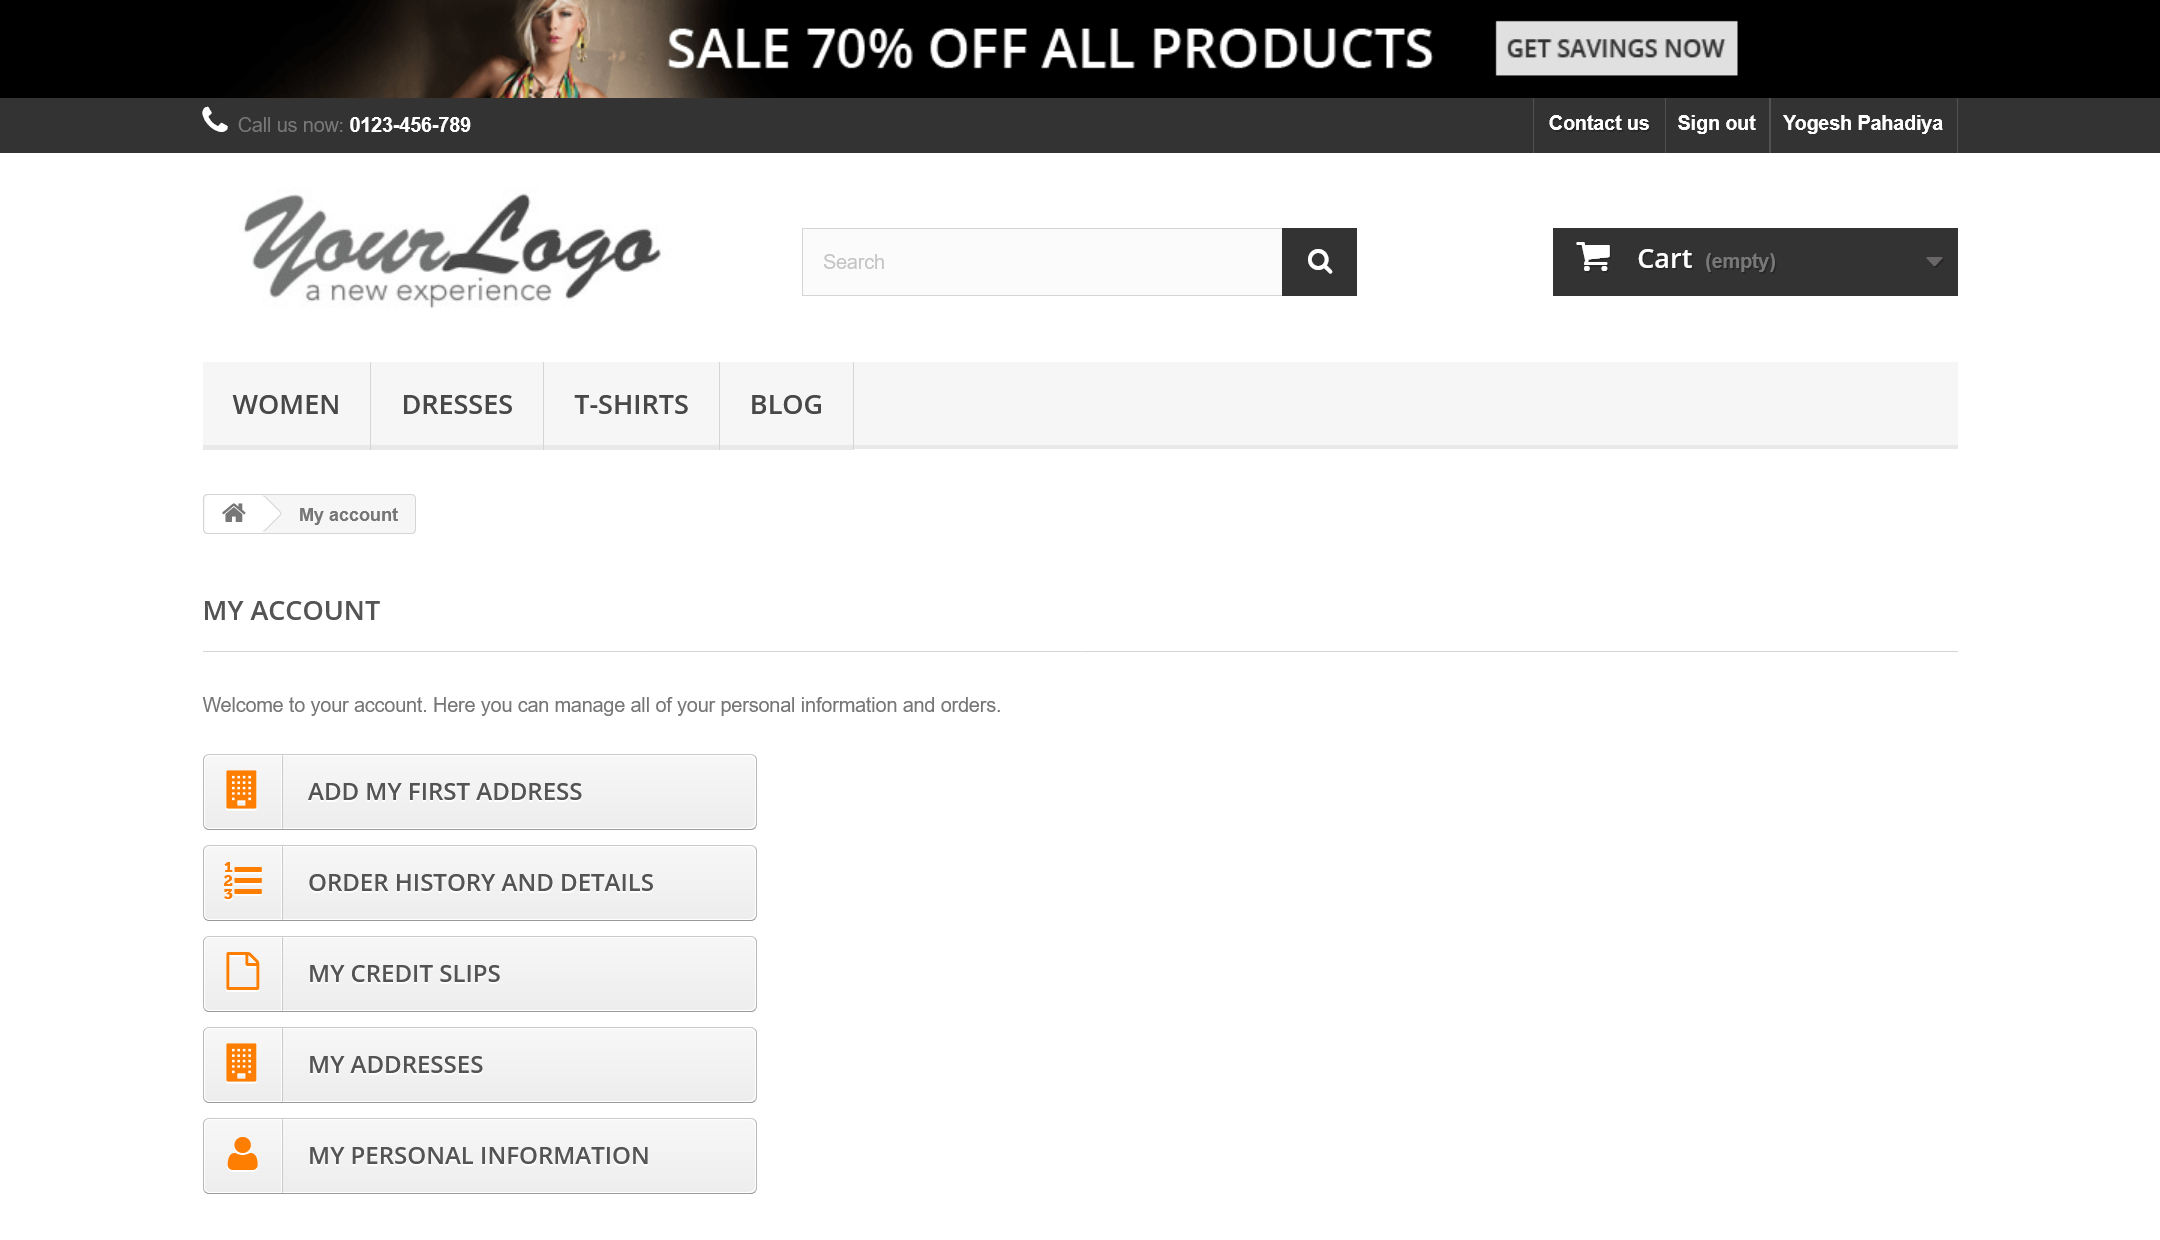 SALE 70% OFF ALL PRODUCTS GET SAVINGS NOW
Call us now: 0123-456-789 Contact us Sign out Yogesh Pahadiya
YourLogo
a new experience
Search
Cart (empty)
WOMEN DRESSES T-SHIRTS BLOG
My account
MY ACCOUNT
Welcome to your account. Here you can manage all of your personal information and orders.
ADD MY FIRST ADDRESS
1
2
3
ORDER HISTORY AND DETAILS
MY CREDIT SLIPS
MY ADDRESSES
MY PERSONAL INFORMATION